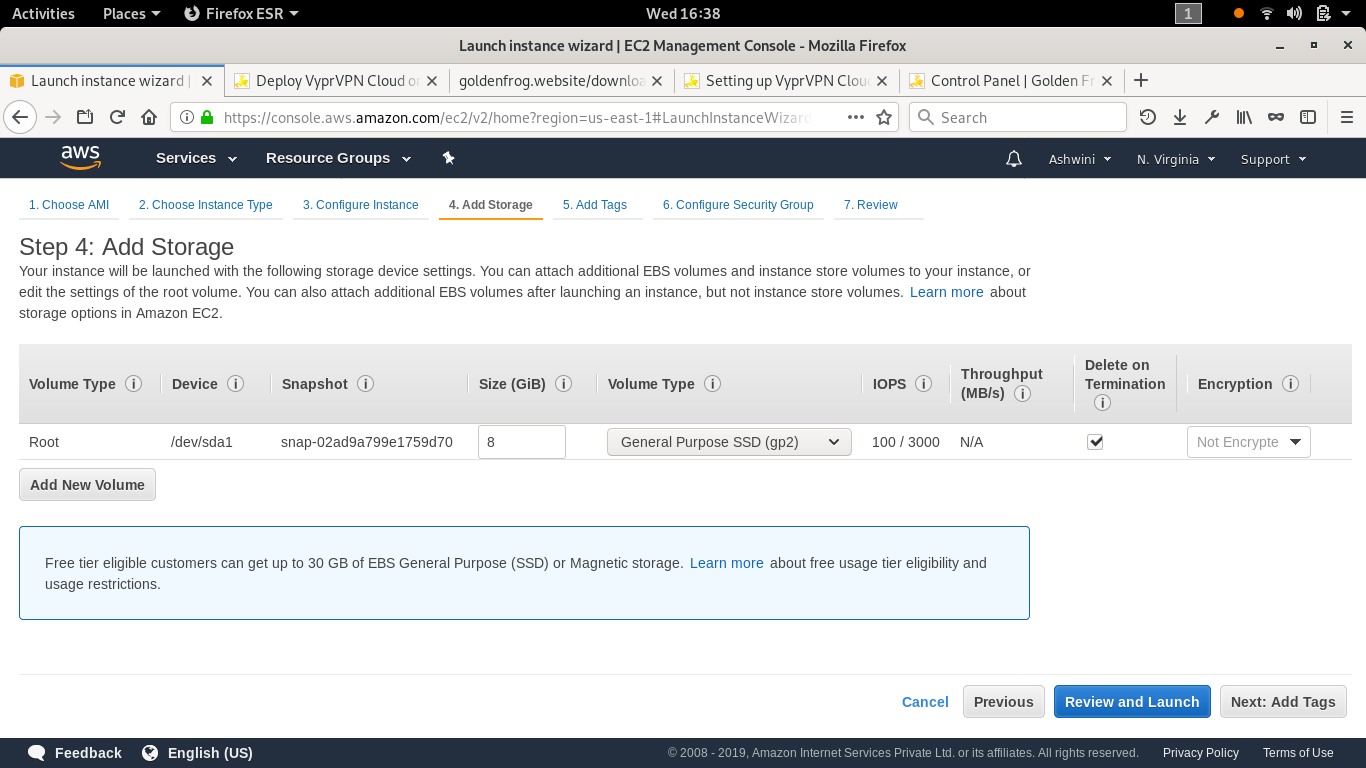 Activities Places Firefox ESR Wed 16:38 1
Launch instance wizard | EC2 Management Console - Mozilla Firefox
Launch instance wizard | Deploy VyprVPN Cloud o goldenfrog.website/downloa Setting up VyprVPN Clou Control Panel | Golden Fr
https://console.aws.amazon.com/ec2/v2/home?region=us-east-1#LaunchInstanceWizard Search
aws Services Resource Groups Ashwini N. Virginia Support
1. Choose AMI 2. Choose Instance Type 3. Configure Instance 4. Add Storage 5. Add Tags 6. Configure Security Group 7. Review
Step 4: Add Storage
Your instance will be launched with the following storage device settings. You can attach additional EBS volumes and instance store volumes to your instance, or
edit the settings of the root volume. You can also attach additional EBS volumes after launching an instance, but not instance store volumes. Learn more about
storage options in Amazon EC2.
Volume Type Device Snapshot Size (GiB) Volume Type IOPS Throughput (MB/s) Delete on Termination Encryption
Root /dev/sda1 snap-02ad9a799e1759d70 8 General Purpose SSD (gp2) 100 / 3000 N/A Not Encrypte
Add New Volume
Free tier eligible customers can get up to 30 GB of EBS General Purpose (SSD) or Magnetic storage. Learn more about free usage tier eligibility and
usage restrictions.
Cancel Previous Review and Launch Next: Add Tags
Feedback English (US) © 2008 - 2019, Amazon Internet Services Private Ltd. or its affiliates. All rights reserved. Privacy Policy Terms of Use